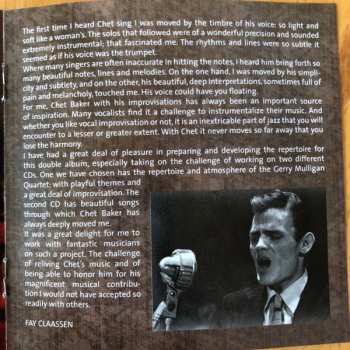 The first time I heard Chet sing I was moved by the timbre of his voice: so light and
soft like a woman's. The solos that followed were of a wonderful precision and sounded
extremely instrumental; that fascinated me. The rhythms and lines were so subtle it
seemed as if his voice was the trumpet.
Where many singers are often inaccurate in hitting the notes, I heard him bring forth so
many beautiful notes, lines and melodies. On the one hand, I was moved by his simpli-
city and subtlety, and on the other, his beautiful, deep interpretations, sometimes full of
pain and melancholy, touched me. His voice could have you floating.
For me, Chet Baker with his improvisations has always been an important source
of inspiration. Many vocalists find it a challenge to instrumentalize their music. And
whether you like vocal improvisation or not, it is an inextricable part of jazz that you will
encounter to a lesser or greater extent. With Chet it never moves so far away that you
lose the harmony.
I have had a great deal of pleasure in preparing and developing the repertoire for
this double album, especially taking on the challenge of working on two different
CDs. One we have chosen has the repertoire and atmosphere of the Gerry Mulligan
Quartet: with playful themes and
a great deal of improvisation. The
second CD has beautiful songs
through which Chet Baker has
always deeply moved me.
It was a great delight for me to
work with fantastic musicians
on such a project. The challenge
of reliving Chet's music and of
being able to honor him for his
magnificent musical contribu-
tion I would not have accepted so
readily with others.
FAY CLAASSEN